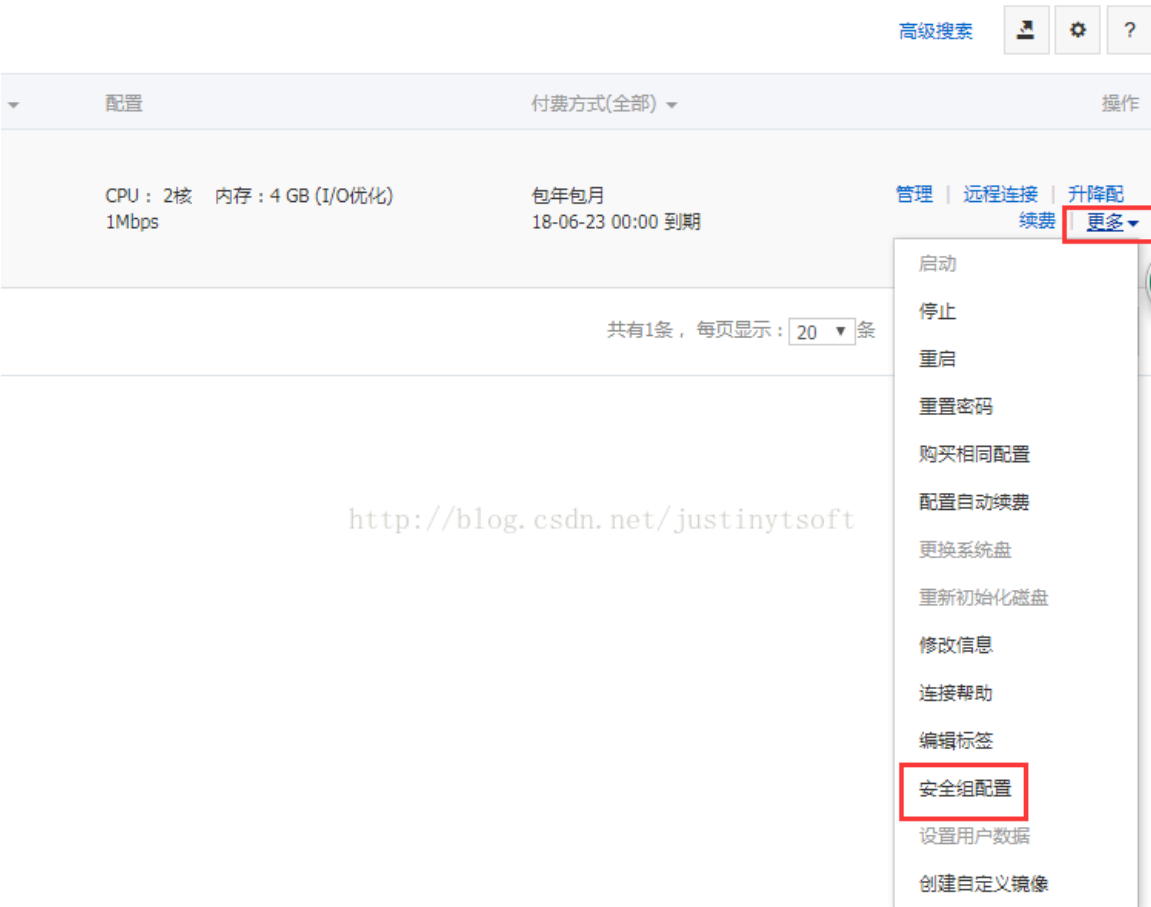 高级搜索 ?
配置 付费方式(全部) 操作
CPU： 2核 内存：4 GB (I/O优化) 包年包月 管理 | 远程连接 | 升降配
1Mbps 18-06-23 00:00 到期 续费 | 更多
启动
共有1条， 每页显示： 20 条
停止
重启
重置密码
购买相同配置
配置自动续费
http://blog.csdn.net/justinytsoft
更换系统盘
重新初始化磁盘
修改信息
连接帮助
编辑标签
安全组配置
设置用户数据
创建自定义镜像